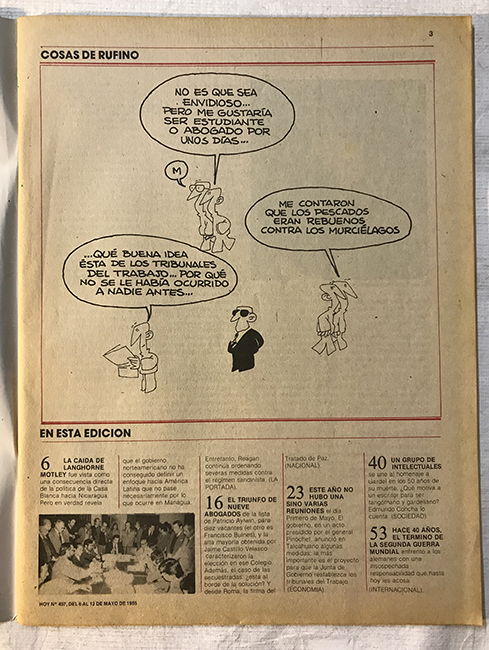 3
COSAS DE RUFINO
NO ES QUE SEA
ENVIDIOSO...
PERO ME GUSTARÍA
SER ESTUDIANTE
O ABOGADO POR
UNOS DÍAS...
M
ME CONTARON
QUE LOS PESCADOS
ERAN REBUENOS
CONTRA LOS MURCIÉLAGOS
...QUÉ BUENA IDEA
ÉSTA DE LOS TRIBUNALES
DEL TRABAJO... POR QUÉ
NO SE LE HABÍA OCURRIDO
A NADIE ANTES...
EN ESTA EDICION
6 LA CAIDA DE
LANGHORNE
MOTLEY fue vista como
una consecuencia directa
de la política de la Casa
Blanca hacia Nicaragua.
Pero en verdad revela
que el gobierno
norteamericano no ha
conseguido definir un
enfoque hacia América
Latina que no pase
necesariamente por lo
que ocurre en Managua.
Entretanto, Reagan
continúa ordenando
severas medidas contra
el régimen sandinista. (LA
PORTADA).
16 EL TRIUNFO DE
NUEVE
ABOGADOS de la lista
de Patricio Aylwin, para
diez vacantes (el otro es
Francisco Bulnes), y la
alta mayoría obtenida por
Jaime Castillo Velasco
caracterizaron la
elección en ese Colegio.
Además, el caso de las
secuestradas: ¿está al
borde de la solución? Y
desde Roma, la firma del
Tratado de Paz.
(NACIONAL).
23 ESTE AÑO NO
HUBO UNA
SINO VARIAS
REUNIONES el día
Primero de Mayo. El
gobierno, en un acto
presidido por el general
Pinochet, anunció en
Talcahuano algunas
medidas: la más
importante es el proyecto
para que la Junta de
Gobierno restablezca los
Tribunales del Trabajo.
(ECONOMIA).
40 UN GRUPO DE
INTELECTUALES
se une al homenaje a
Gardel en los 50 años de
su muerte. ¿Qué motiva a
un escritor para ser
tangómano y gardeliano?
Edmundo Concha le
cuenta. (SOCIEDAD).
53 HACE 40 AÑOS,
EL TERMINO DE
LA SEGUNDA GUERRA
MUNDIAL enfrentó a los
alemanes con una
insospechada
responsabilidad que hasta
hoy les acosa.
(INTERNACIONAL).
HOY Nº 407, DEL 6 AL 12 DE MAYO DE 1985